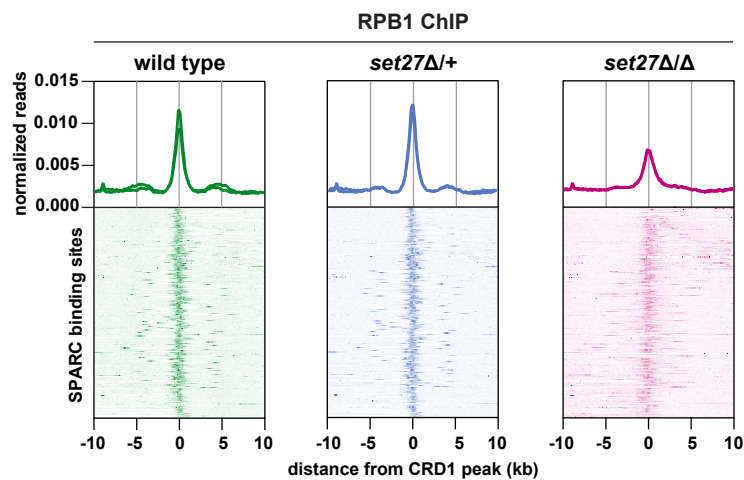 RPB1 ChIP
wild type
set27Δ/+
set27Δ/Δ
normalized reads
0.015
0.010
0.005
0.000
SPARC binding sites
-10 -5 0 5 10
-10 -5 0 5 10
-10 -5 0 5 10
distance from CRD1 peak (kb)